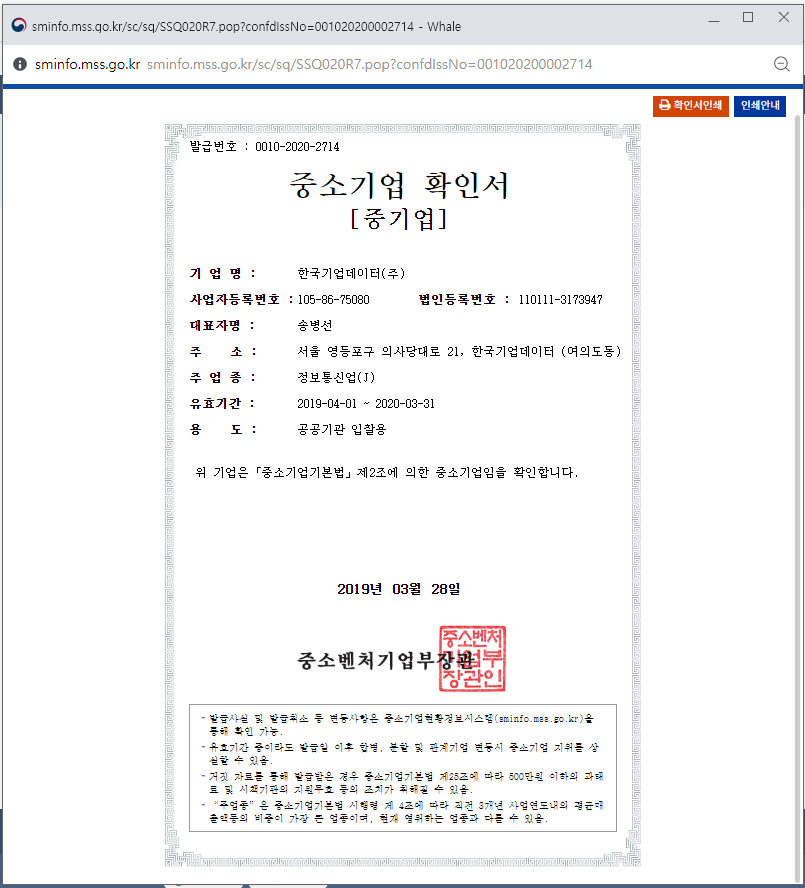 sminfo.mss.go.kr/sc/sq/SSQ020R7.pop?confdIssNo=001020200002714 - Whale
sminfo.mss.go.kr sminfo.mss.go.kr/sc/sq/SSQ020R7.pop?confdIssNo=001020200002714
확인서인쇄 인쇄안내
발급번호 : 0010-2020-2714
중소기업 확인서
[중기업]
기 업 명 : 한국기업데이터(주)
사업자등록번호 : 105-86-75080 법인등록번호 : 110111-3173947
대표자명 : 송병선
주 소 : 서울 영등포구 의사당대로 21, 한국기업데이터 (여의도동)
주 업 종 : 정보통신업(J)
유효기간 : 2019-04-01 ~ 2020-03-31
용 도 : 공공기관 입찰용
위 기업은 「중소기업기본법」 제2조에 의한 중소기업임을 확인합니다.
2019년 03월 28일
중소벤처기업부장관
중소벤처
기업부
장관인
- 발급사실 및 발급취소 등 변동사항은 중소기업현황정보시스템(sminfo.mss.go.kr)을
통해 확인 가능.
- 유효기간 중이라도 발급일 이후 합병, 분할 및 관계기업 변동시 중소기업 지위를 상
실할 수 있음.
- 거짓 자료를 통해 발급받은 경우 중소기업기본법 제28조에 따라 500만원 이하의 과태
료 및 시책기관의 지원무효 등의 조치가 취해질 수 있음.
- “주업종”은 중소기업기본법 시행령 제 4조에 따라 직전 3개년 사업연도내의 평균매
출액등의 비중이 가장 큰 업종이며, 현재 영위하는 업종과 다를 수 있음.